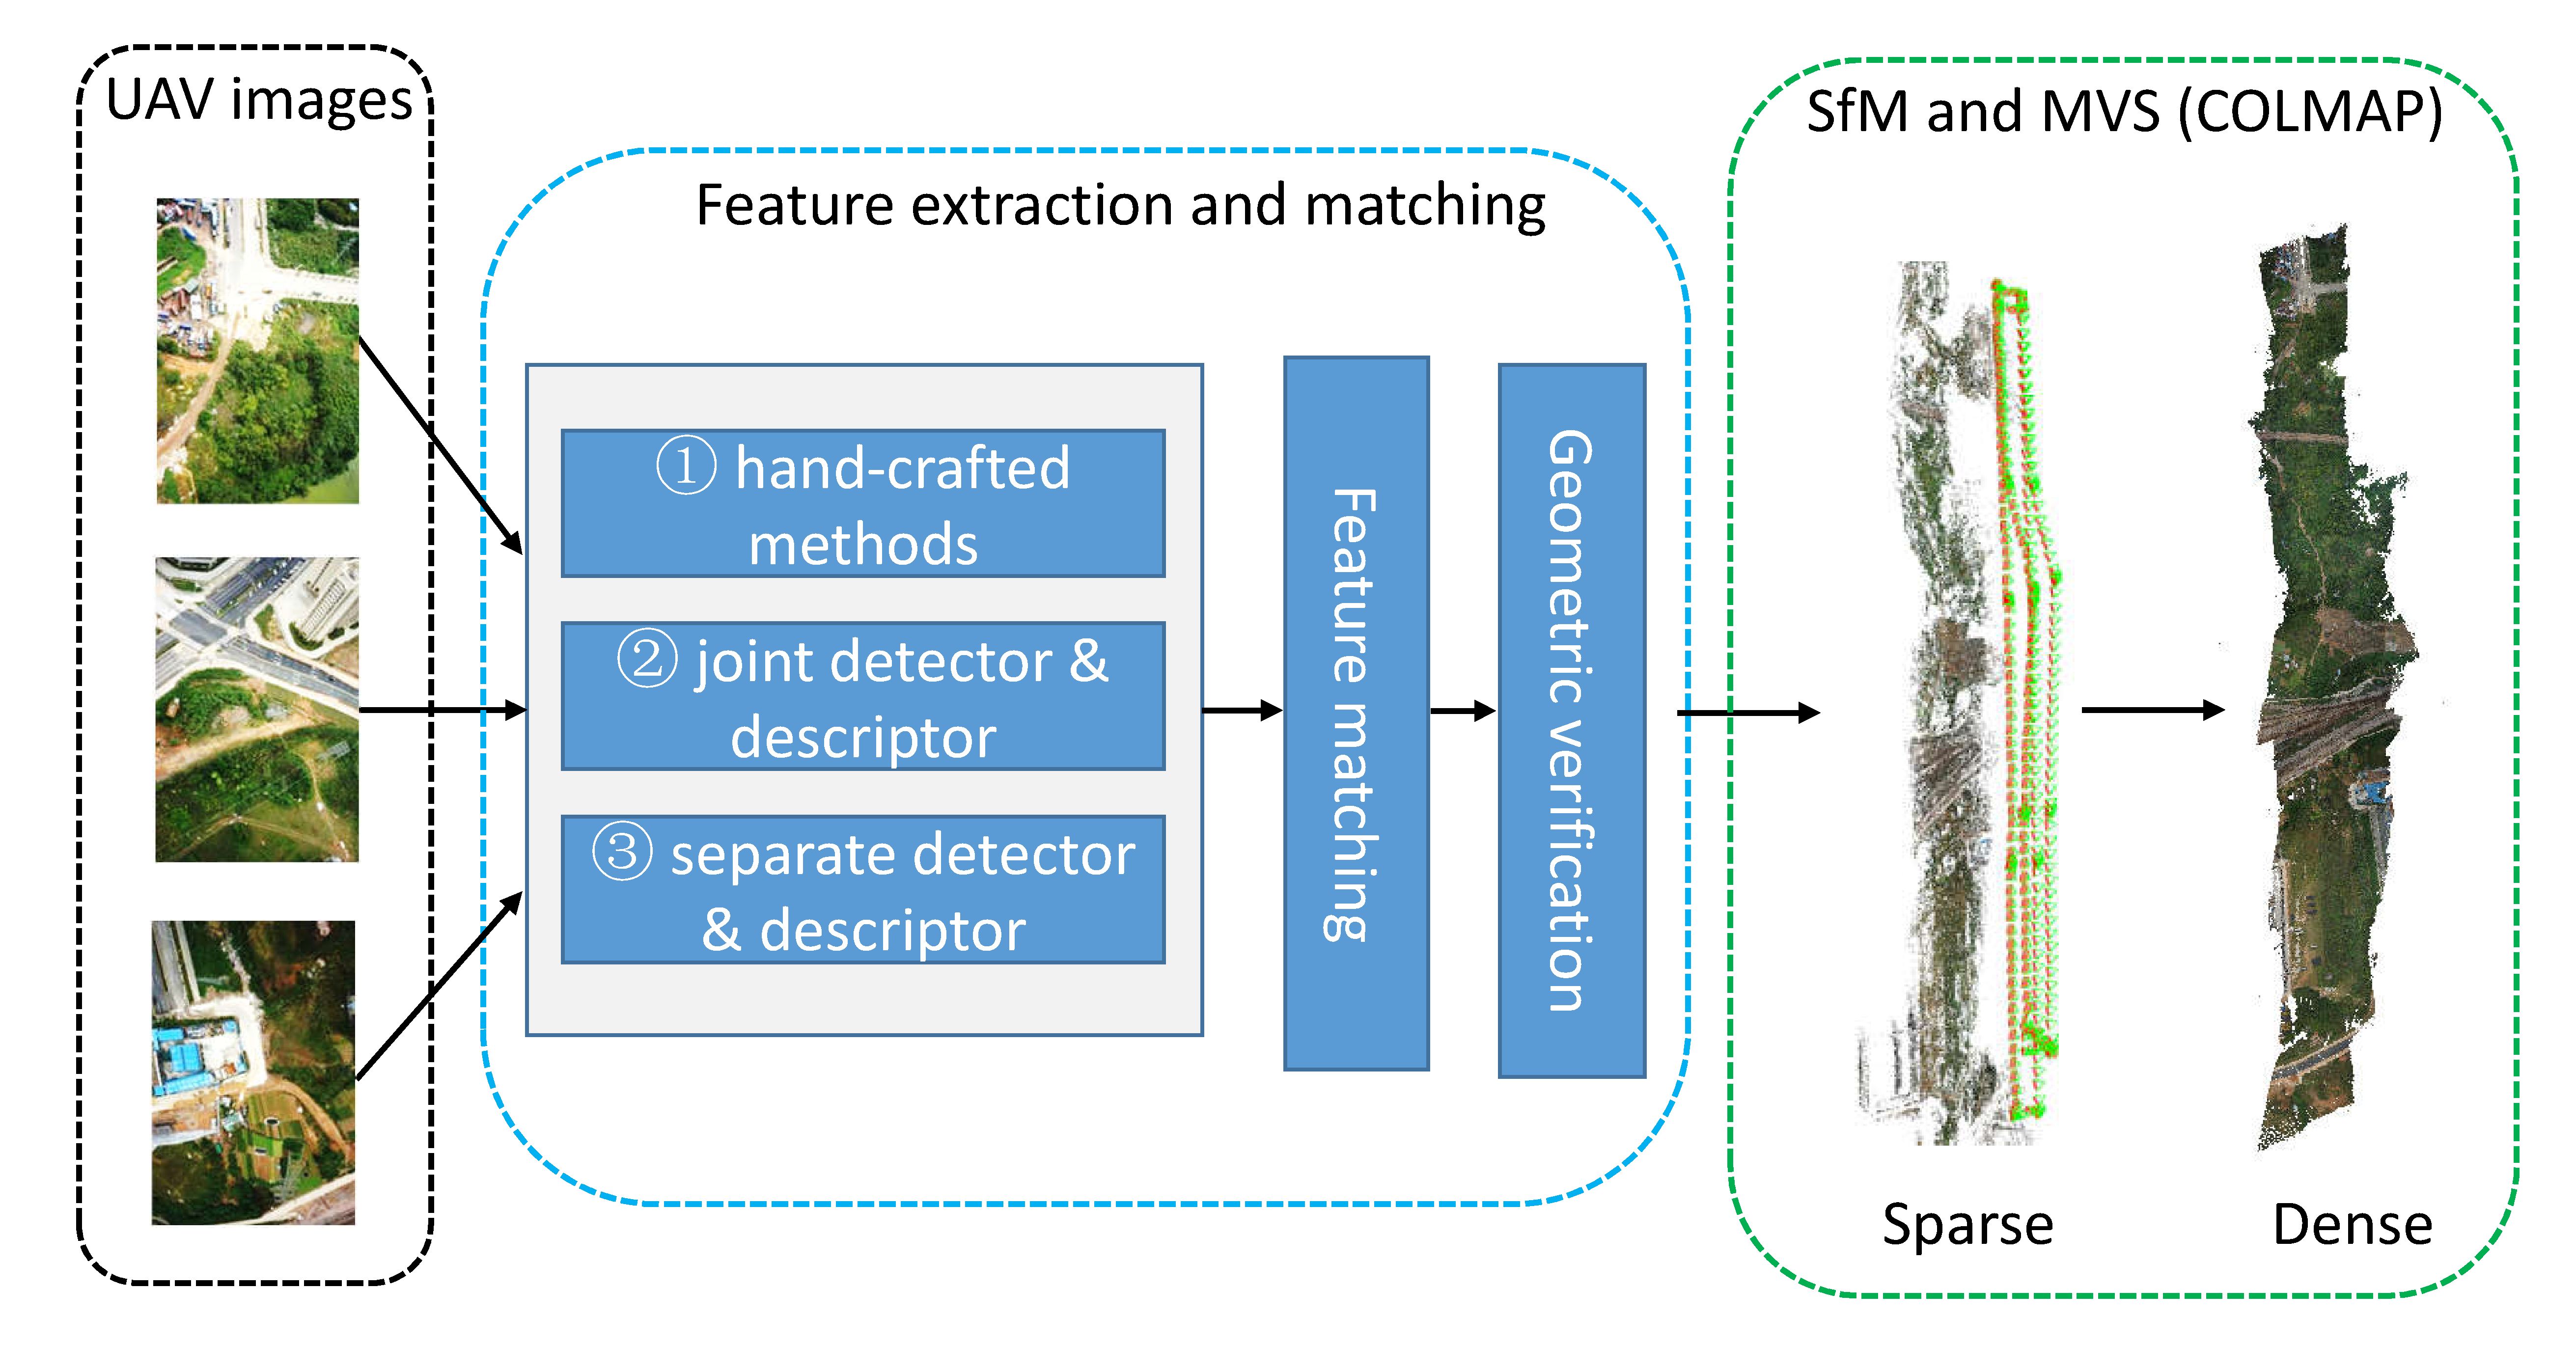 UAV images
Feature extraction and matching
① hand-crafted
methods
② joint detector &
descriptor
③ separate detector
& descriptor
Feature matching
Geometric verification
SfM and MVS (COLMAP)
Sparse
Dense